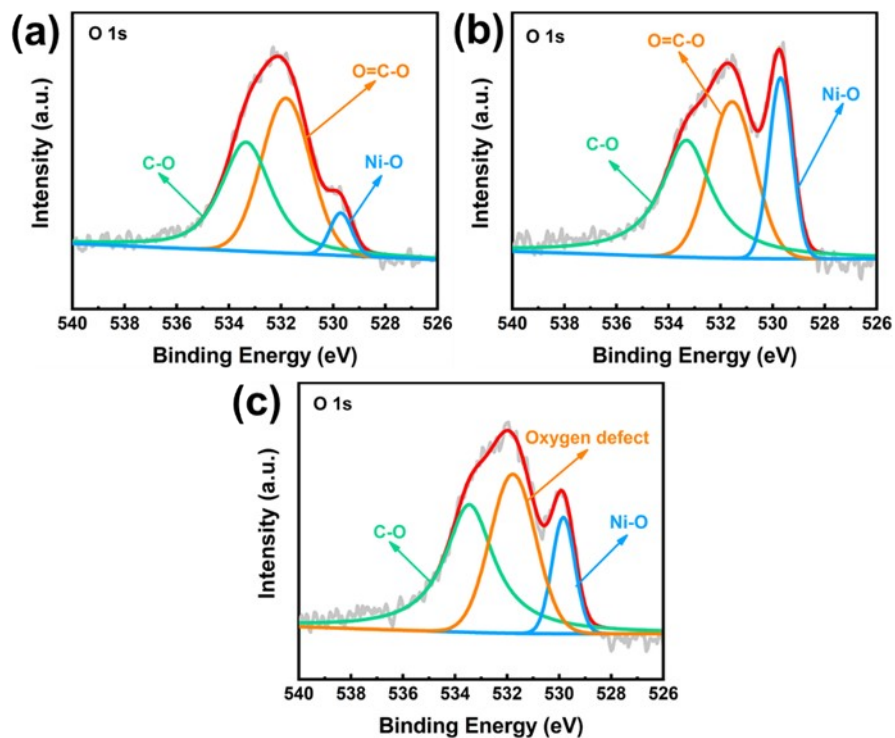 (a)
O 1s
O=C-O
C-O
Ni-O
Intensity (a.u.)
540 538 536 534 532 530 528 526
Binding Energy (eV)
(b)
O 1s
O=C-O
C-O
Ni-O
Intensity (a.u.)
540 538 536 534 532 530 528 526
Binding Energy (eV)
(c)
O 1s
Oxygen defect
C-O
Ni-O
Intensity (a.u.)
540 538 536 534 532 530 528 526
Binding Energy (eV)